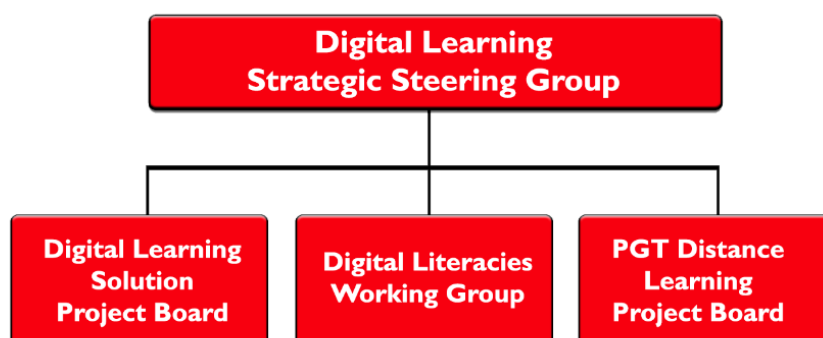 Digital Learning
Strategic Steering Group
Digital Learning
Solution
Project Board
Digital Literacies
Working Group
PGT Distance
Learning
Project Board